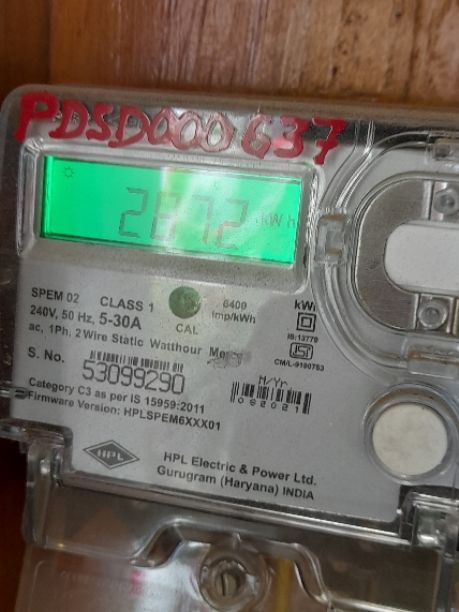 PDSD000637
2872 kWh
SPEM 02 CLASS 1 6400 kWh
240V, 50 Hz, 5-30A CAL imp/kWh
ac, 1Ph, 2Wire Static Watthour
IS:13779
CM/L-9100763
S. No. 53099290
M/Yr
082021
Category C3 as per IS 15959:2011
Firmware Version: HPLSPEM6XXX01
HPL
HPL Electric & Power Ltd.
Gurugram (Haryana) INDIA